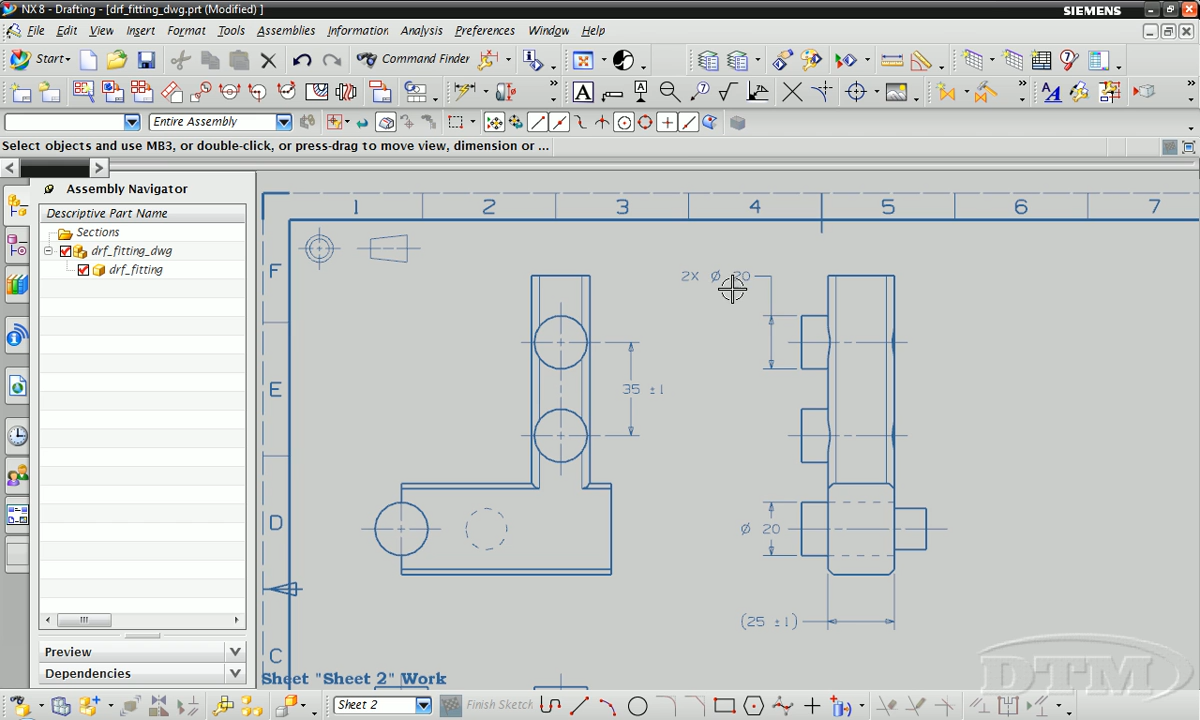 NX 8 - Drafting - [drf_fitting_dwg.prt (Modified) ]
SIEMENS
File Edit View Insert Format Tools Assemblies Information Analysis Preferences Window Help
Start
Command Finder
Entire Assembly
Select objects and use MB3, or double-click, or press-drag to move view, dimension or ...
Assembly Navigator
Descriptive Part Name
Sections
drf_fitting_dwg
drf_fitting
Preview
Dependencies
1 2 3 4 5 6 7
F
E
D
C
2X Ø 20
35 ±1
Ø 20
(25 ±1)
Sheet "Sheet 2" Work
DTM
Sheet 2
Finish Sketch